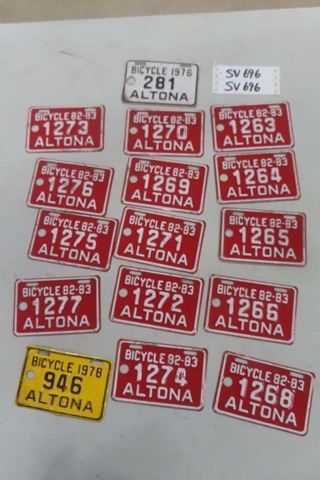 BICYCLE 1976
281
ALTONA
SV 696
SV 696
BICYCLE 82-83
1273
ALTONA
BICYCLE 82-83
1270
ALTONA
BICYCLE 82-83
1263
ALTONA
BICYCLE 82-83
1276
ALTONA
BICYCLE 82-83
1269
ALTONA
BICYCLE 82-83
1264
ALTONA
BICYCLE 82-83
1275
ALTONA
BICYCLE 82-83
1271
ALTONA
BICYCLE 82-83
1265
ALTONA
BICYCLE 82-83
1277
ALTONA
BICYCLE 82-83
1272
ALTONA
BICYCLE 82-83
1266
ALTONA
BICYCLE 1978
946
ALTONA
BICYCLE 82-83
1274
ALTONA
BICYCLE 82-83
1268
ALTONA